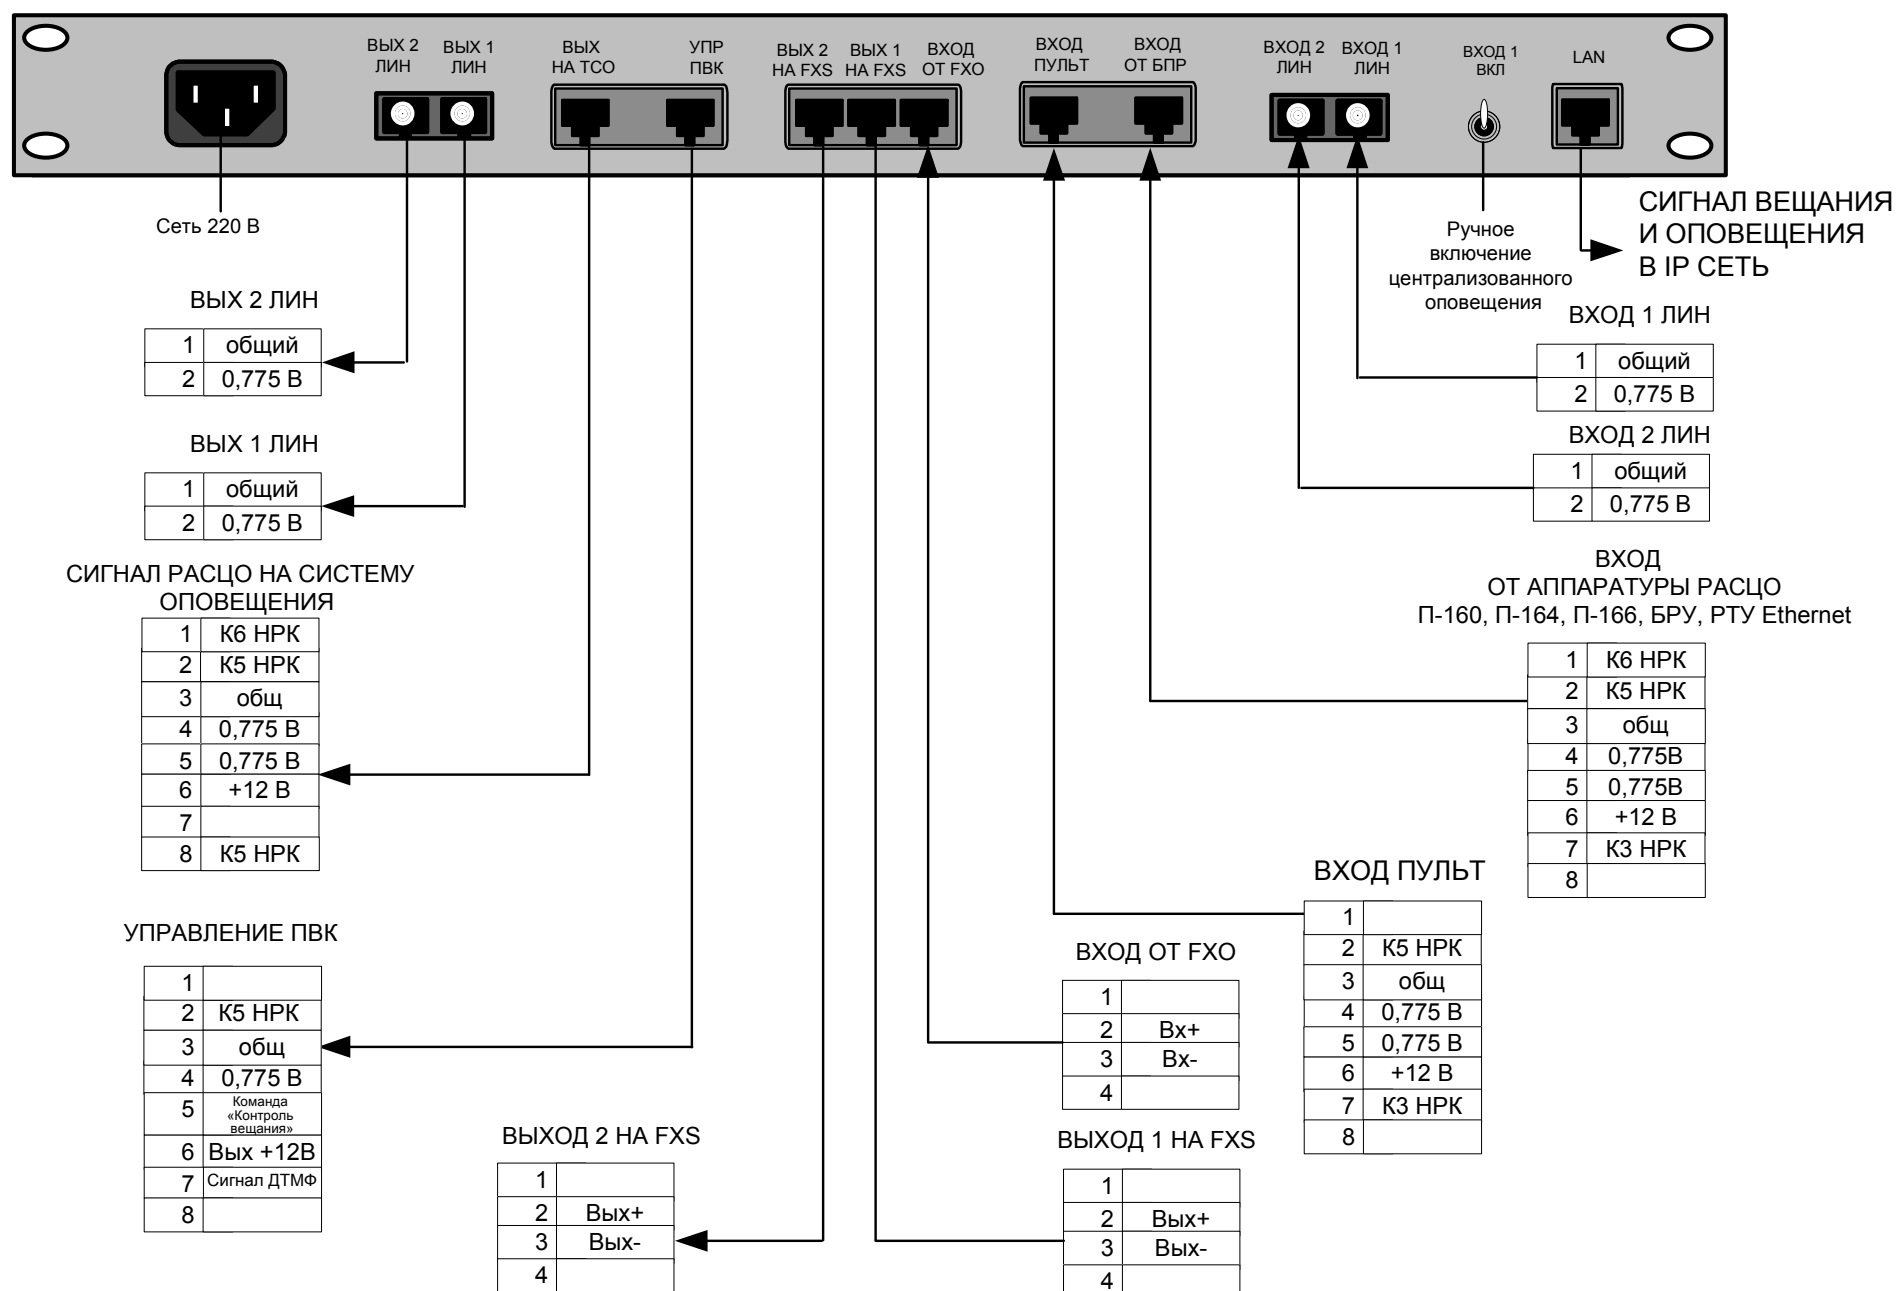 ВЫХ 2 ЛИН
ВЫХ 1 ЛИН
ВЫХ НА ТСО
УПР ПВК
ВЫХ 2 НА FXS
ВЫХ 1 НА FXS
ВХОД ОТ FXO
ВХОД ПУЛЬТ
ВХОД ОТ БПР
ВХОД 2 ЛИН
ВХОД 1 ЛИН
ВХОД 1 ВКЛ
LAN
Сеть 220 В
Ручное
включение
централизованного
оповещения
СИГНАЛ ВЕЩАНИЯ
И ОПОВЕЩЕНИЯ
В IP СЕТЬ
ВЫХ 2 ЛИН
1 общий
2 0,775 В
ВЫХ 1 ЛИН
1 общий
2 0,775 В
СИГНАЛ РАСЦО НА СИСТЕМУ
ОПОВЕЩЕНИЯ
1 К6 НРК
2 К5 НРК
3 общ
4 0,775 В
5 0,775 В
6 +12 В
7
8 К5 НРК
УПРАВЛЕНИЕ ПВК
1
2 К5 НРК
3 общ
4 0,775 В
5 Команда
«Контроль
вещания»
6 Вых +12В
7 Сигнал ДТМФ
8
ВЫХОД 2 НА FXS
1
2 Вых+
3 Вых-
4
ВХОД ОТ FXO
1
2 Вх+
3 Вх-
4
ВЫХОД 1 НА FXS
1
2 Вых+
3 Вых-
4
ВХОД 1 ЛИН
1 общий
2 0,775 В
ВХОД 2 ЛИН
1 общий
2 0,775 В
ВХОД
ОТ АППАРАТУРЫ РАСЦО
П-160, П-164, П-166, БРУ, РТУ Ethernet
1 К6 НРК
2 К5 НРК
3 общ
4 0,775В
5 0,775В
6 +12 В
7 К3 НРК
8
ВХОД ПУЛЬТ
1
2 К5 НРК
3 общ
4 0,775 В
5 0,775 В
6 +12 В
7 К3 НРК
8